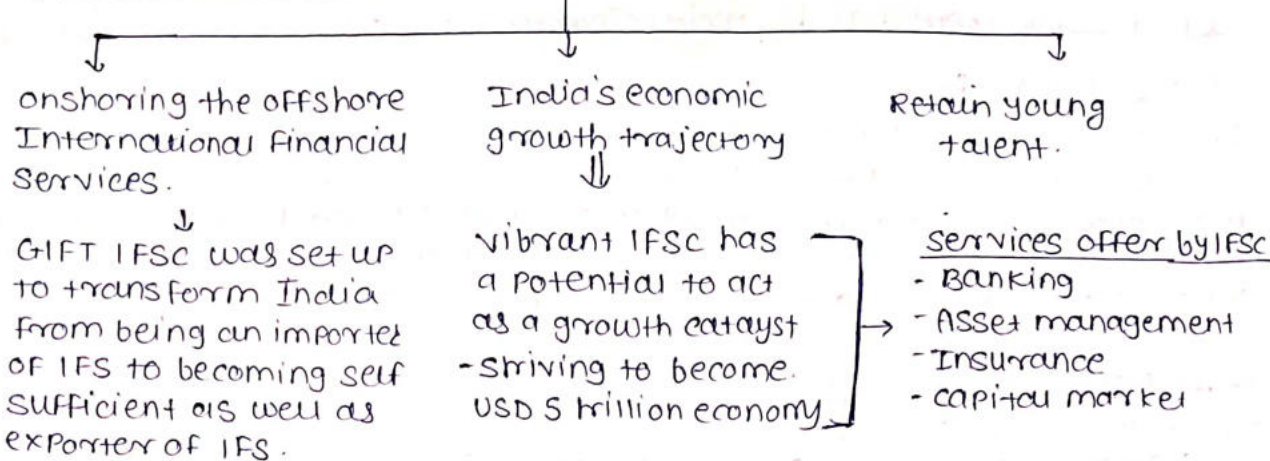 onshoring the offshore
International Financial
Services.
GIFT IFSC was set up
to transform India
from being an importer
of IFS to becoming self
sufficient as well as
exporter of IFS.
India's economic
growth trajectory
vibrant IFSC has
a potential to act
as a growth catayst
- striving to become.
USD 5 trillion economy
Retain young
talent.
services offer by IFSC
- Banking
- Asset management
- Insurance
- capital market